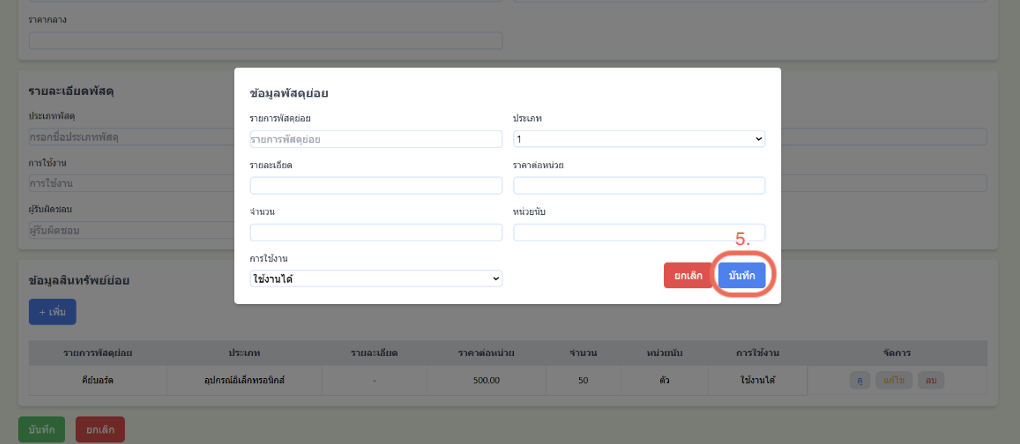 ราคากลาง
รายละเอียดพัสดุ
ประเภทพัสดุ
กรอกชื่อประเภทพัสดุ
การใช้งาน
การใช้งาน
ผู้รับผิดชอบ
ผู้รับผิดชอบ
ข้อมูลพัสดุย่อย
รายการพัสดุย่อย ประเภท
รายการพัสดุย่อย 1
รายละเอียด ราคาต่อหน่วย
จำนวน หน่วยนับ
5.
การใช้งาน
ใช้งานได้ ยกเลิก บันทึก
ข้อมูลสินทรัพย์ย่อย
+ เพิ่ม
รายการพัสดุย่อย ประเภท รายละเอียด ราคาต่อหน่วย จำนวน หน่วยนับ การใช้งาน จัดการ
คีย์บอร์ด อุปกรณ์อิเล็กทรอนิกส์ - 500.00 50 ตัว ใช้งานได้ ดู แก้ไข ลบ
บันทึก ยกเลิก